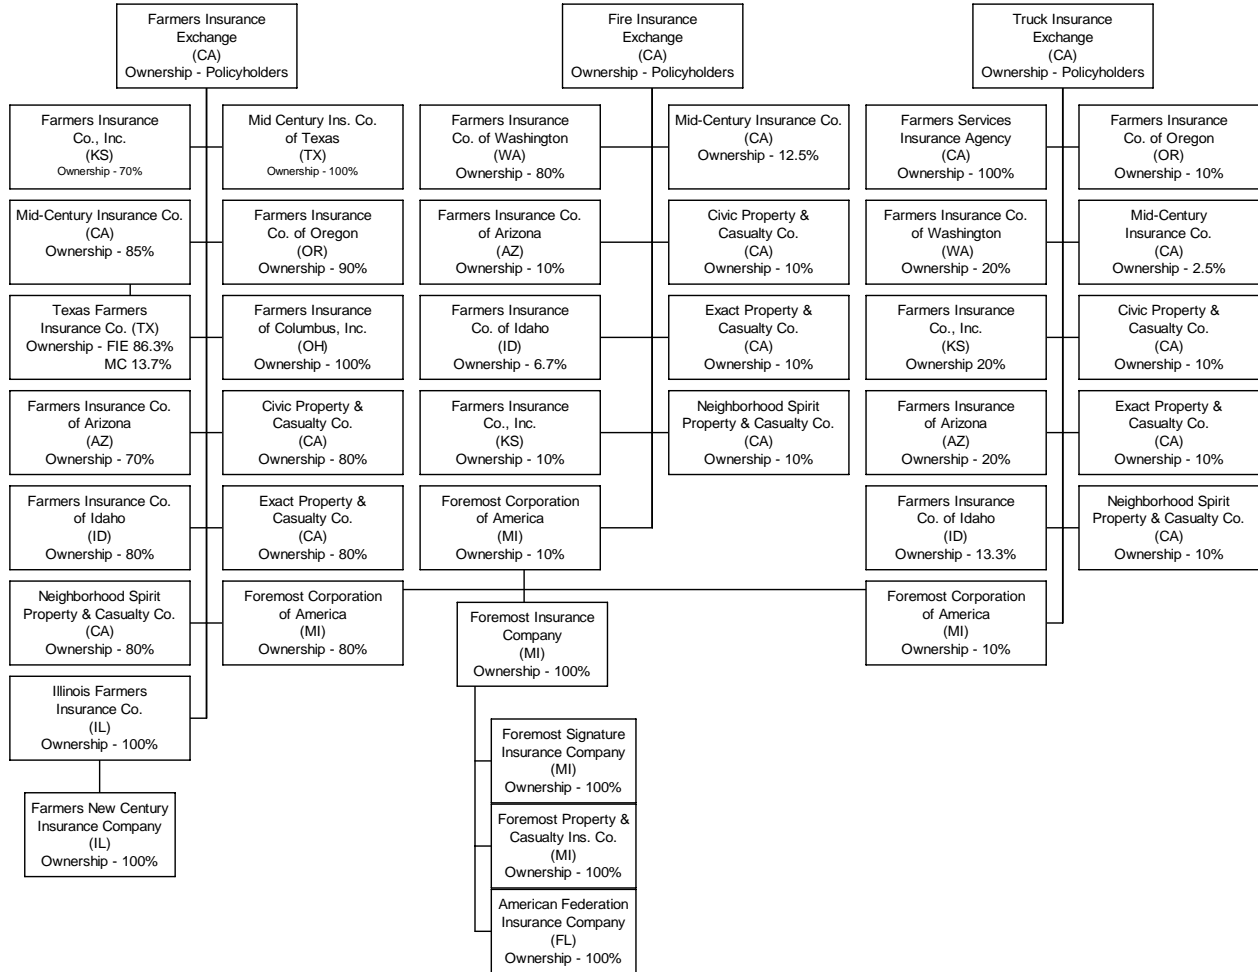 Farmers Insurance
Exchange
(CA)
Ownership - Policyholders
Fire Insurance
Exchange
(CA)
Ownership - Policyholders
Truck Insurance
Exchange
(CA)
Ownership - Policyholders
Farmers Insurance
Co., Inc.
(KS)
Ownership - 70%
Mid Century Ins. Co.
of Texas
(TX)
Ownership - 100%
Farmers Insurance
Co. of Washington
(WA)
Ownership - 80%
Mid-Century Insurance Co.
(CA)
Ownership - 12.5%
Farmers Services
Insurance Agency
(CA)
Ownership - 100%
Farmers Insurance
Co. of Oregon
(OR)
Ownership - 10%
Mid-Century Insurance Co.
(CA)
Ownership - 85%
Farmers Insurance
Co. of Oregon
(OR)
Ownership - 90%
Farmers Insurance Co.
of Arizona
(AZ)
Ownership - 10%
Civic Property &
Casualty Co.
(CA)
Ownership - 10%
Farmers Insurance Co.
of Washington
(WA)
Ownership - 20%
Mid-Century
Insurance Co.
(CA)
Ownership - 2.5%
Texas Farmers
Insurance Co. (TX)
Ownership - FIE 86.3%
MC 13.7%
Farmers Insurance
of Columbus, Inc.
(OH)
Ownership - 100%
Farmers Insurance
Co. of Idaho
(ID)
Ownership - 6.7%
Exact Property &
Casualty Co.
(CA)
Ownership - 10%
Farmers Insurance
Co., Inc.
(KS)
Ownership 20%
Civic Property &
Casualty Co.
(CA)
Ownership - 10%
Farmers Insurance Co.
of Arizona
(AZ)
Ownership - 70%
Civic Property &
Casualty Co.
(CA)
Ownership - 80%
Farmers Insurance
Co., Inc.
(KS)
Ownership - 10%
Neighborhood Spirit
Property & Casualty Co.
(CA)
Ownership - 10%
Farmers Insurance
of Arizona
(AZ)
Ownership - 20%
Exact Property &
Casualty Co.
(CA)
Ownership - 10%
Farmers Insurance Co.
of Idaho
(ID)
Ownership - 80%
Exact Property &
Casualty Co.
(CA)
Ownership - 80%
Foremost Corporation
of America
(MI)
Ownership - 10%
Farmers Insurance
Co. of Idaho
(ID)
Ownership - 13.3%
Neighborhood Spirit
Property & Casualty Co.
(CA)
Ownership - 10%
Neighborhood Spirit
Property & Casualty Co.
(CA)
Ownership - 80%
Foremost Corporation
of America
(MI)
Ownership - 80%
Foremost Insurance
Company
(MI)
Ownership - 100%
Foremost Corporation
of America
(MI)
Ownership - 10%
Illinois Farmers
Insurance Co.
(IL)
Ownership - 100%
Foremost Signature
Insurance Company
(MI)
Ownership - 100%
Farmers New Century
Insurance Company
(IL)
Ownership - 100%
Foremost Property &
Casualty Ins. Co.
(MI)
Ownership - 100%
American Federation
Insurance Company
(FL)
Ownership - 100%